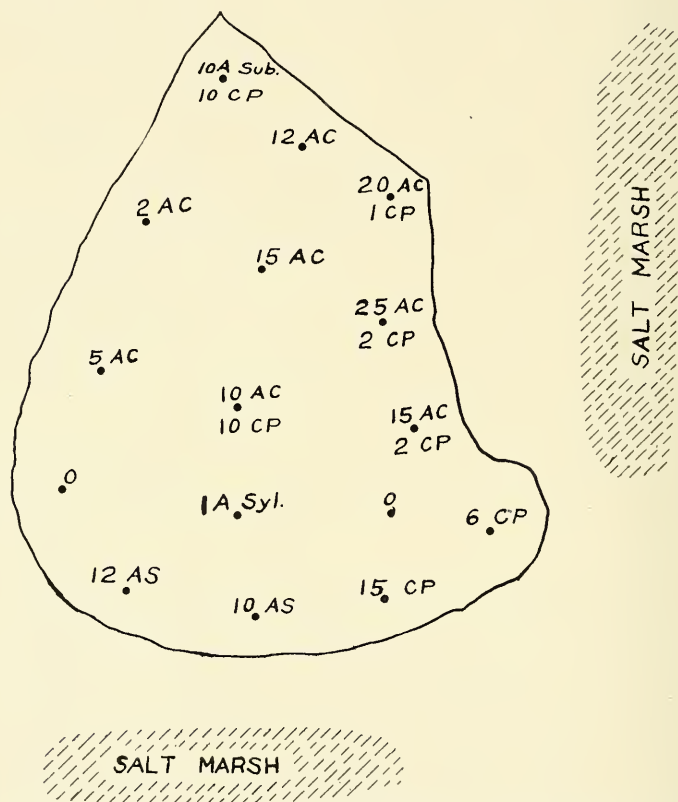 10A Sub.
10 CP
12 AC
20 AC
1 CP
2 AC
15 AC
25 AC
2 CP
5 AC
10 AC
10 CP
15 AC
2 CP
0
1A Syl.
0
6 CP
12 AS
10 AS
15 CP
SALT MARSH
SALT MARSH